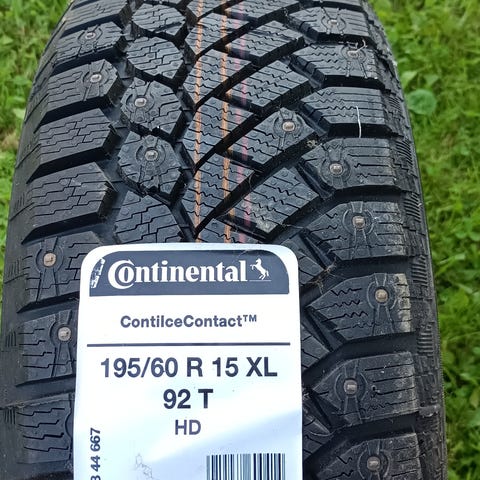 Continental
ContiIceContact™
195/60 R 15 XL
92 T
HD
3 44 667